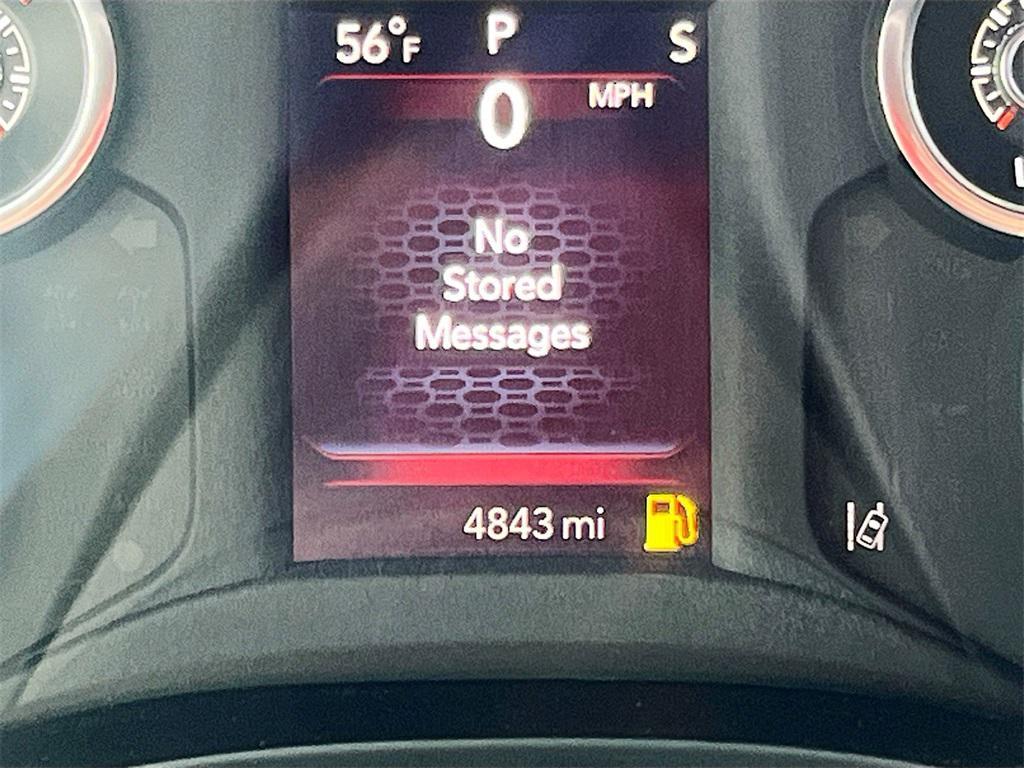 56°F P S
0 MPH
No
Stored
Messages
4843 mi